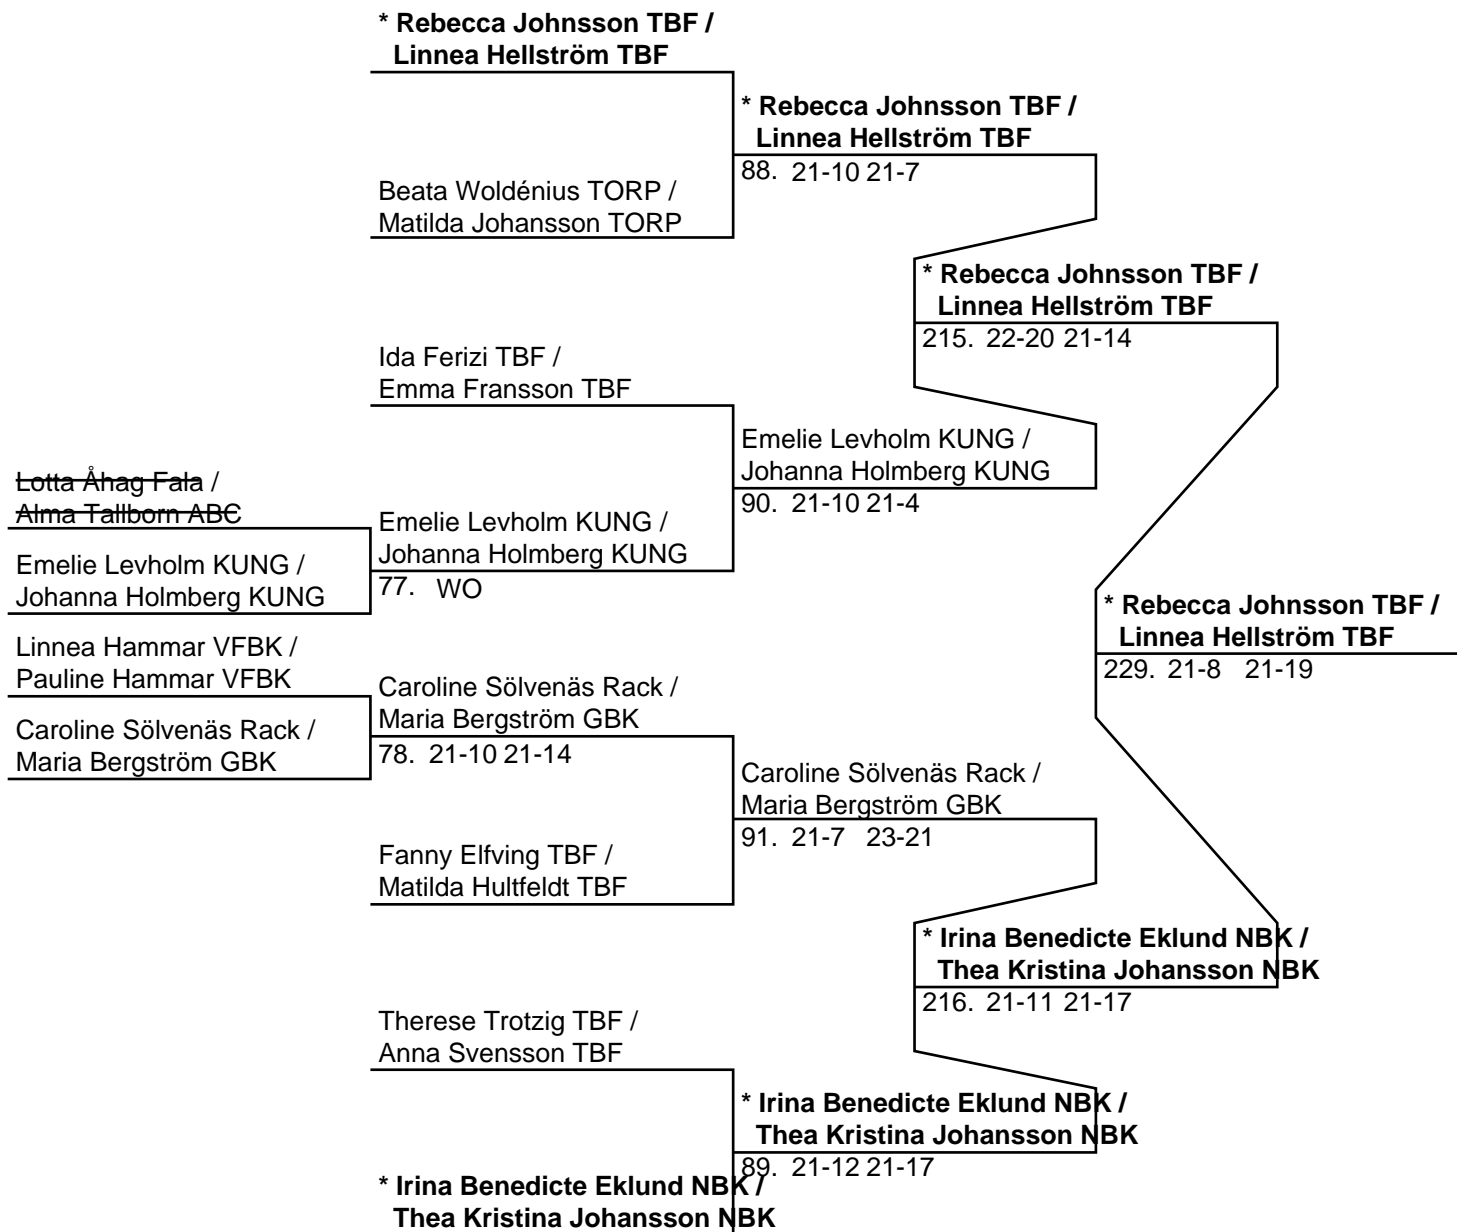 * Rebecca Johnsson TBF /
Linnea Hellström TBF
* Rebecca Johnsson TBF /
Linnea Hellström TBF
88. 21-10 21-7
Beata Woldénius TORP /
Matilda Johansson TORP
* Rebecca Johnsson TBF /
Linnea Hellström TBF
215. 22-20 21-14
Ida Ferizi TBF /
Emma Fransson TBF
Emelie Levholm KUNG /
Johanna Holmberg KUNG
90. 21-10 21-4
Lotta Åhag Fala /
Alma Tallborn ABC
Emelie Levholm KUNG /
Johanna Holmberg KUNG
77. WO
Emelie Levholm KUNG /
Johanna Holmberg KUNG
* Rebecca Johnsson TBF /
Linnea Hellström TBF
229. 21-8 21-19
Linnea Hammar VFBK /
Pauline Hammar VFBK
Caroline Sölvenäs Rack /
Maria Bergström GBK
78. 21-10 21-14
Caroline Sölvenäs Rack /
Maria Bergström GBK
Caroline Sölvenäs Rack /
Maria Bergström GBK
91. 21-7 23-21
Fanny Elfving TBF /
Matilda Hultfeldt TBF
* Irina Benedicte Eklund NBK /
Thea Kristina Johansson NBK
216. 21-11 21-17
Therese Trotzig TBF /
Anna Svensson TBF
* Irina Benedicte Eklund NBK /
Thea Kristina Johansson NBK
89. 21-12 21-17
* Irina Benedicte Eklund NBK /
Thea Kristina Johansson NBK